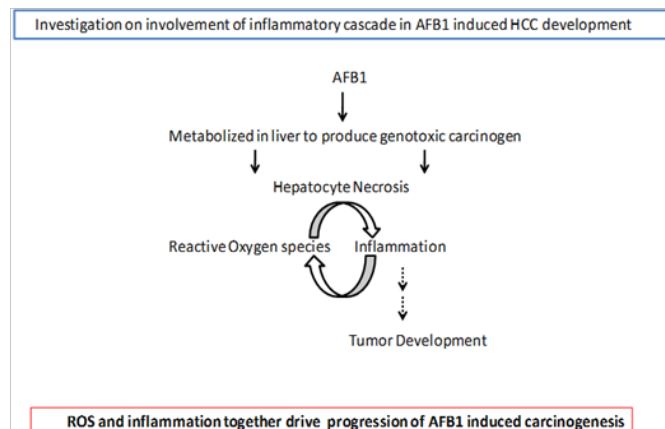 Investigation on involvement of inflammatory cascade in AFB1 induced HCC development
AFB1
Metabolized in liver to produce genotoxic carcinogen
Hepatocyte Necrosis
Reactive Oxygen species Inflammation
Tumor Development
ROS and inflammation together drive progression of AFB1 induced carcinogenesis